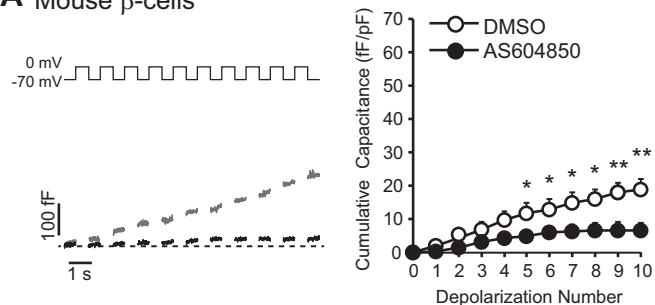 A Mouse β-cells
0 mV
-70 mV
100 fF
1 s
Cumulative Capacitance (fF/pF)
70
60
50
40
30
20
10
0
DMSO
AS604850
* * * * ** **
0 1 2 3 4 5 6 7 8 9 10
Depolarization Number